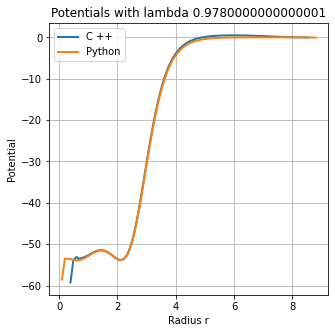 Potentials with lambda 0.9780000000000001
C ++
Python
0
−10
−20
−30
−40
−50
−60
Potential
0 2 4 6 8
Radius r